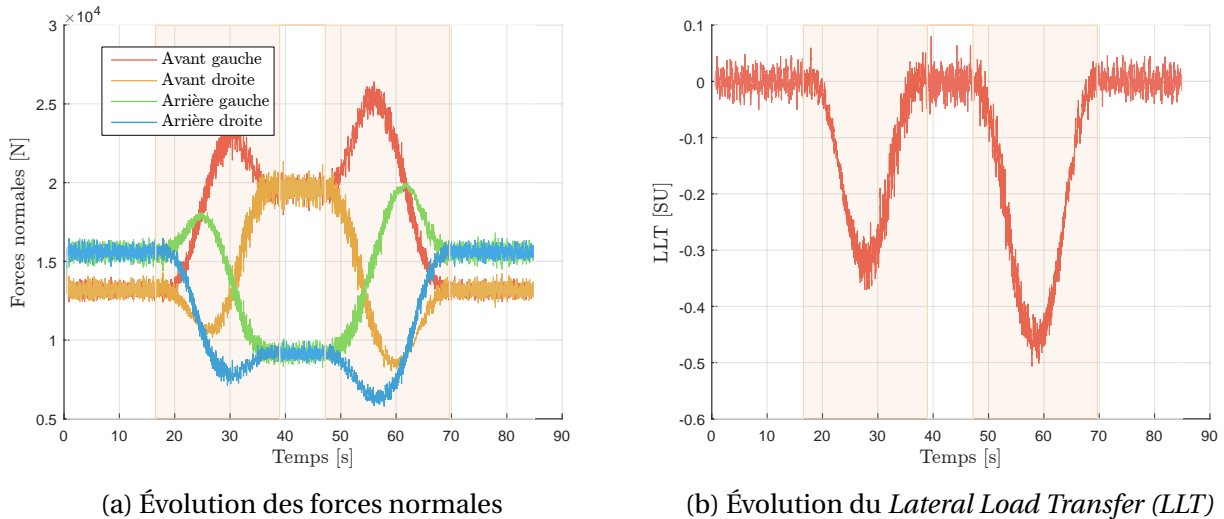 ×10⁴
3
2.5
2
1.5
1
0.5
Forces normales [N]
Avant gauche
Avant droite
Arrière gauche
Arrière droite
0 10 20 30 40 50 60 70 80 90
Temps [s]
(a) Évolution des forces normales
0.1
0
-0.1
-0.2
-0.3
-0.4
-0.5
-0.6
LLT [SU]
0 10 20 30 40 50 60 70 80 90
Temps [s]
(b) Évolution du Lateral Load Transfer (LLT)